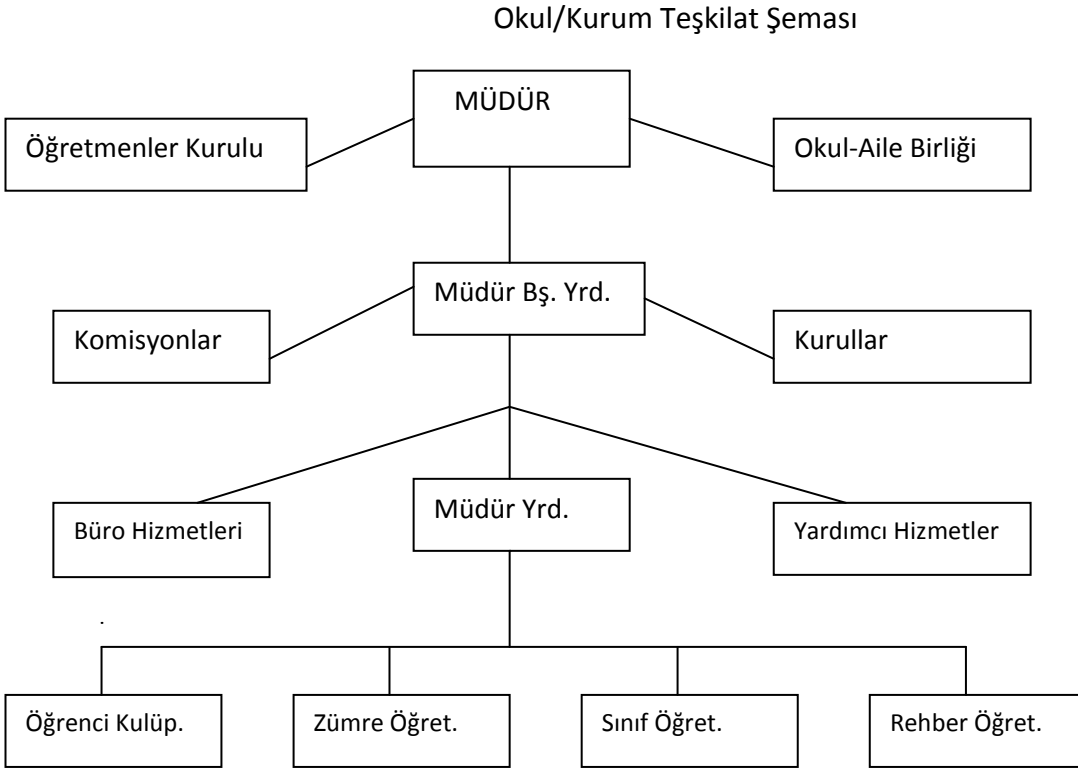 Okul/Kurum Teşkilat Şeması
MÜDÜR
Öğretmenler Kurulu
Okul-Aile Birliği
Müdür Bş. Yrd.
Komisyonlar
Kurullar
Müdür Yrd.
Büro Hizmetleri
Yardımcı Hizmetler
.
Öğrenci Kulüp.
Zümre Öğret.
Sınıf Öğret.
Rehber Öğret.